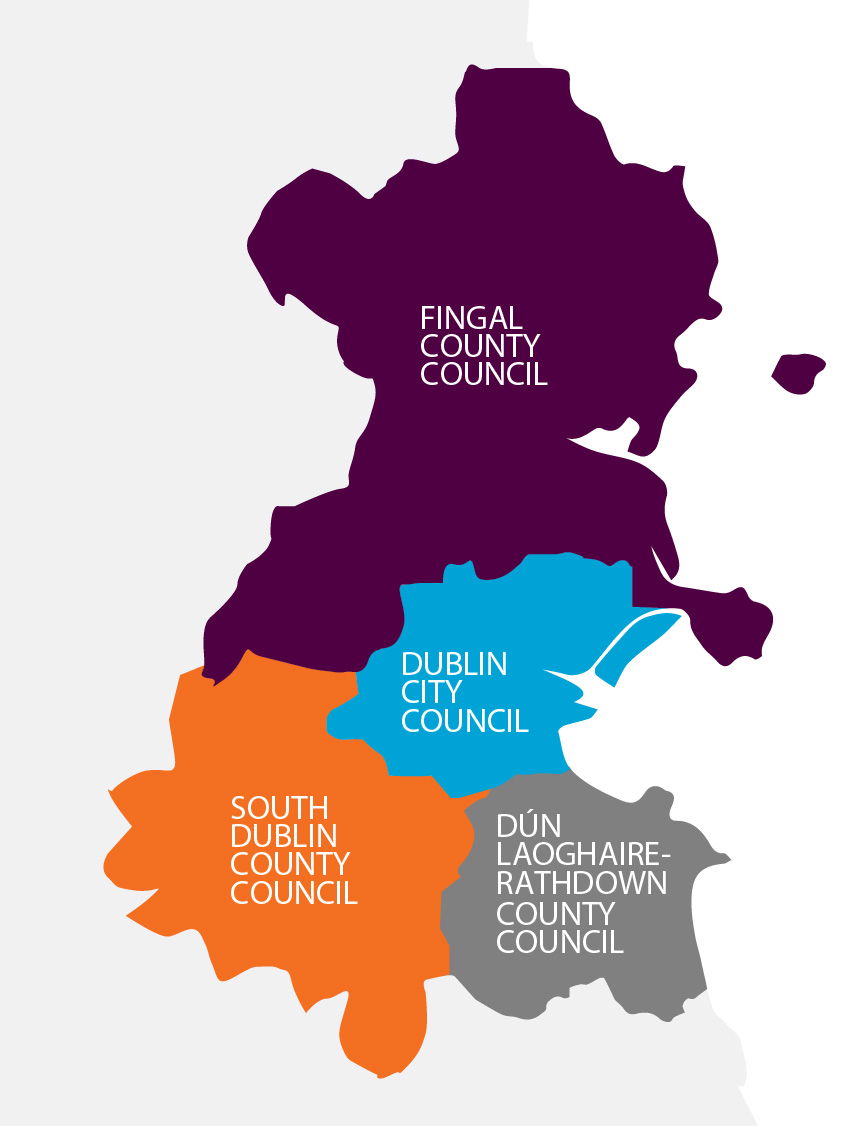 FINGAL
COUNTY
COUNCIL
DUBLIN
CITY
COUNCIL
SOUTH
DUBLIN
COUNTY
COUNCIL
DÚN
LAOGHAIRE-
RATHDOWN
COUNTY
COUNCIL